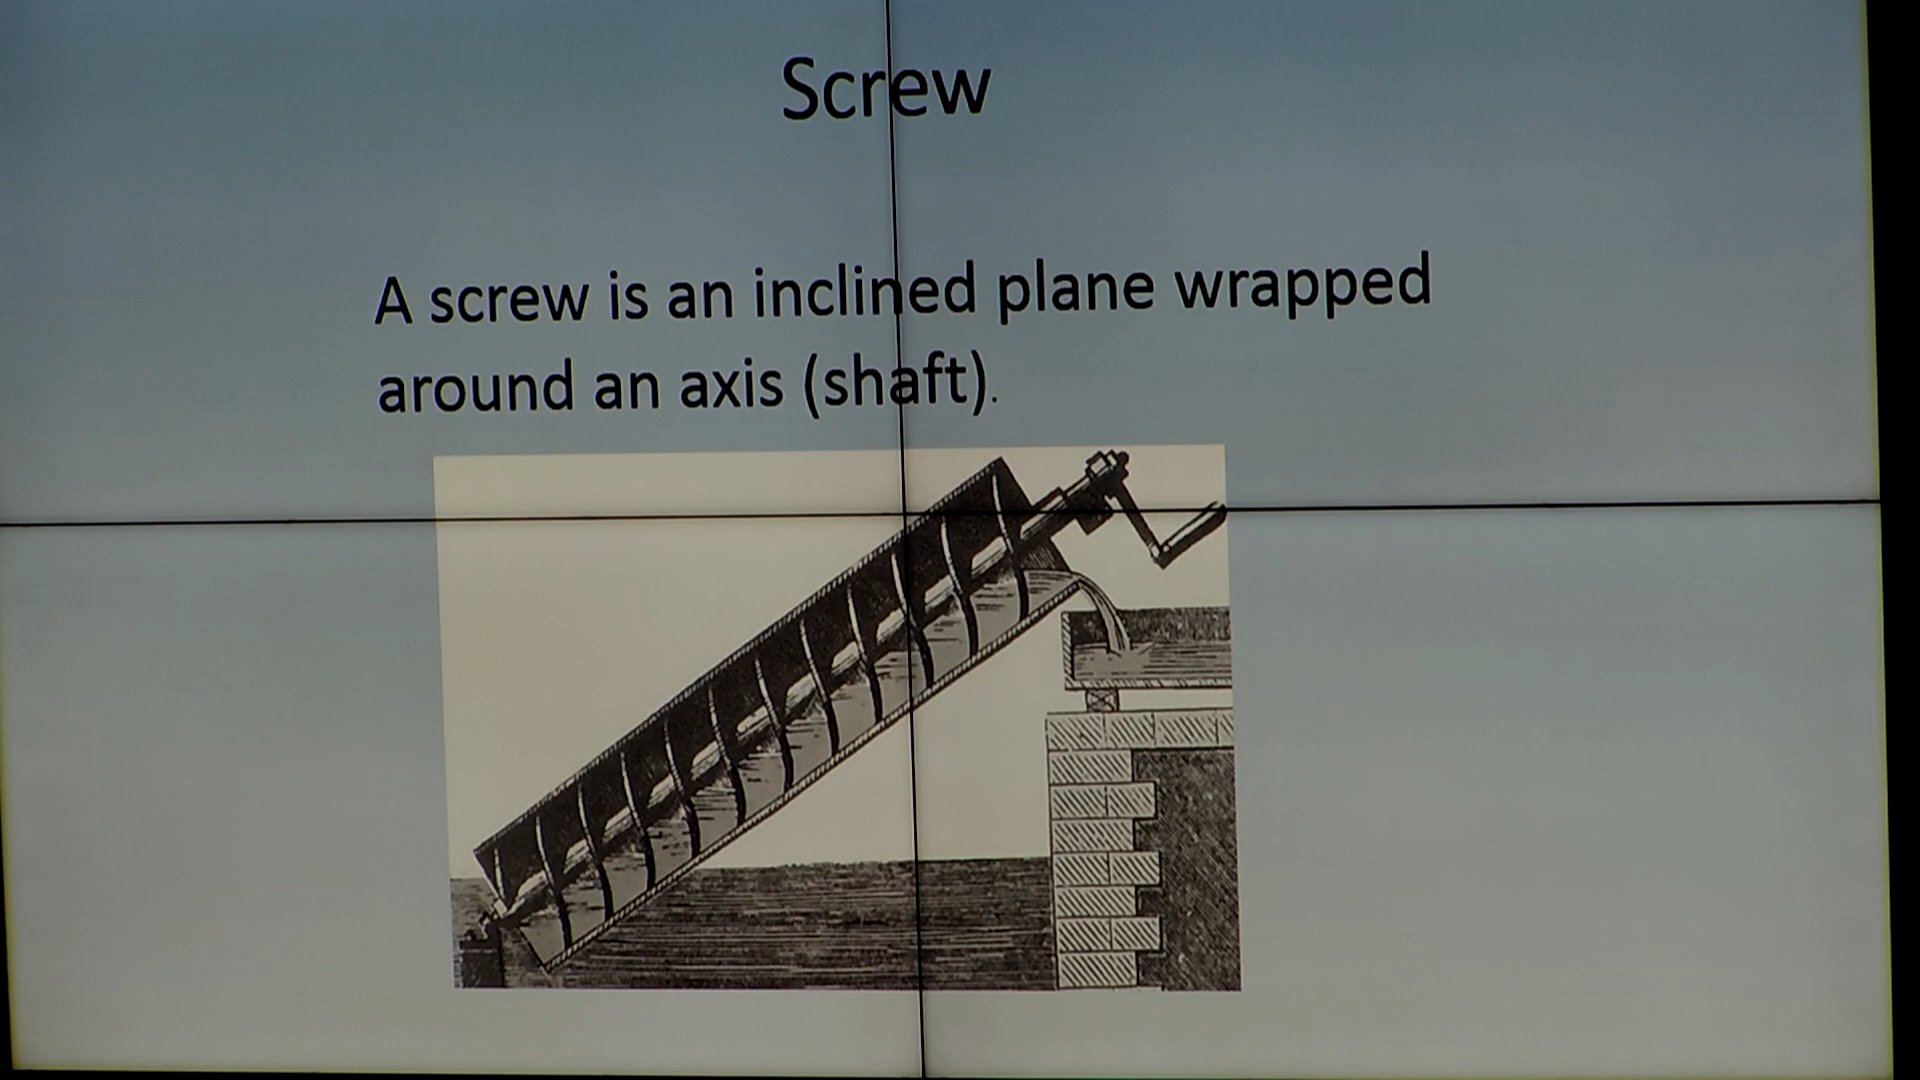 Screw
A screw is an inclined plane wrapped
around an axis (shaft).